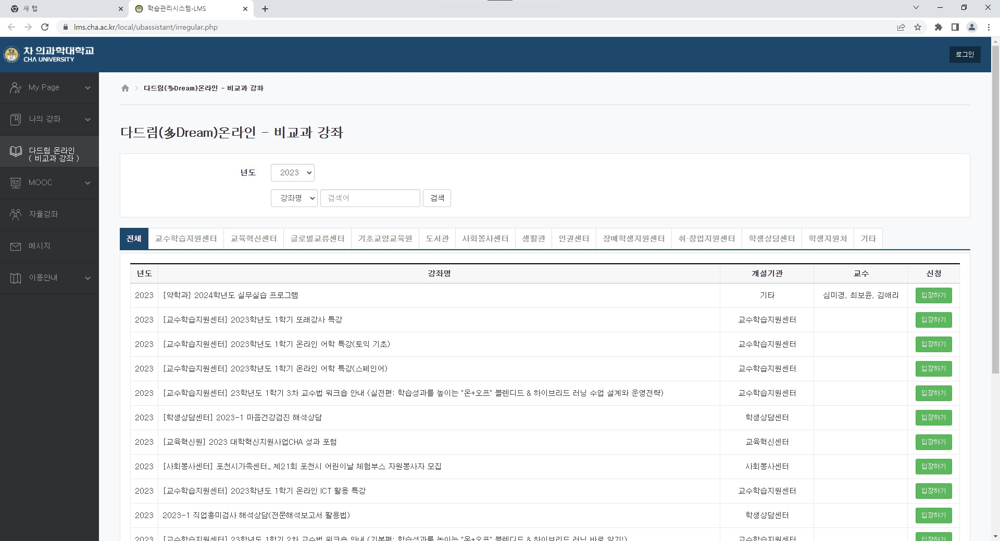 새 탭
학습관리시스템-LMS
lms.cha.ac.kr/local/ubassistant/irregular.php
차 의과학대학교
CHA UNIVERSITY
로그인
My Page
나의 강좌
다드림 온라인
( 비교과 강좌 )
MOOC
자율강좌
메시지
이용안내
다드림(多Dream)온라인 - 비교과 강좌
다드림(多Dream)온라인 - 비교과 강좌
년도 2023
강좌명 검색어 검색
전체 교수학습지원센터 교육혁신센터 글로벌교류센터 기초교양교육원 도서관 사회봉사센터 생활관 인권센터 장애학생지원센터 취·창업지원센터 학생상담센터 학생지원처 기타
년도 강좌명 개설기관 교수 신청
2023 [약학과] 2024학년도 실무실습 프로그램 기타 심미경, 최보윤, 김애리 입장하기
2023 [교수학습지원센터] 2023학년도 1학기 또래강사 특강 교수학습지원센터 입장하기
2023 [교수학습지원센터] 2023학년도 1학기 온라인 어학 특강(토익 기초) 교수학습지원센터 입장하기
2023 [교수학습지원센터] 2023학년도 1학기 온라인 어학 특강(스페인어) 교수학습지원센터 입장하기
2023 [교수학습지원센터] 23학년도 1학기 3차 교수법 워크숍 안내 (실전편: 학습성과를 높이는 "온+오프" 블렌디드 & 하이브리드 러닝 수업 설계와 운영전략) 교수학습지원센터 입장하기
2023 [학생상담센터] 2023-1 마음건강검진 해석상담 학생상담센터 입장하기
2023 [교육혁신원] 2023 대학혁신지원사업CHA 성과 포럼 교육혁신센터 입장하기
2023 [사회봉사센터] 포천시가족센터_ 제21회 포천시 어린이날 체험부스 자원봉사자 모집 사회봉사센터 입장하기
2023 [교수학습지원센터] 2023학년도 1학기 온라인 ICT 활용 특강 교수학습지원센터 입장하기
2023 2023-1 직업흥미검사 해석상담(전문해석보고서 활용법) 학생상담센터 입장하기
2023 [교수학습지원센터] 23학년도 1학기 2차 교수법 워크숍 안내 (기본편: 학습성과를 높이는 "온+오프" 블렌디드 & 하이브리드 러닝 바로 알기!) 교수학습지원센터 입장하기